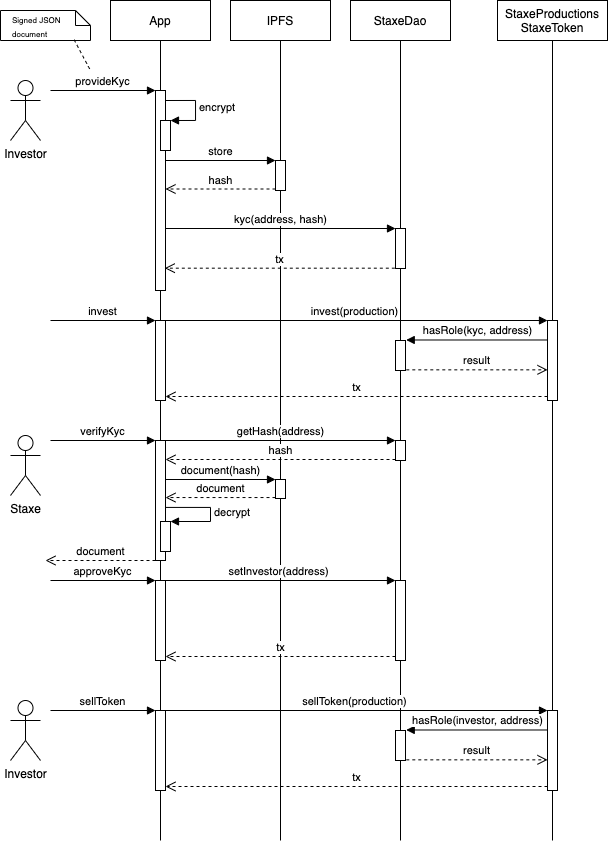 Signed JSON
document
App
IPFS
StaxeDao
StaxeProductions
StaxeToken
provideKyc
Investor
encrypt
store
hash
kyc(address, hash)
tx
invest
invest(production)
hasRole(kyc, address)
result
tx
verifyKyc
getHash(address)
hash
Staxe
document(hash)
document
decrypt
document
approveKyc
setInvestor(address)
tx
sellToken
sellToken(production)
Investor
hasRole(investor, address)
result
tx